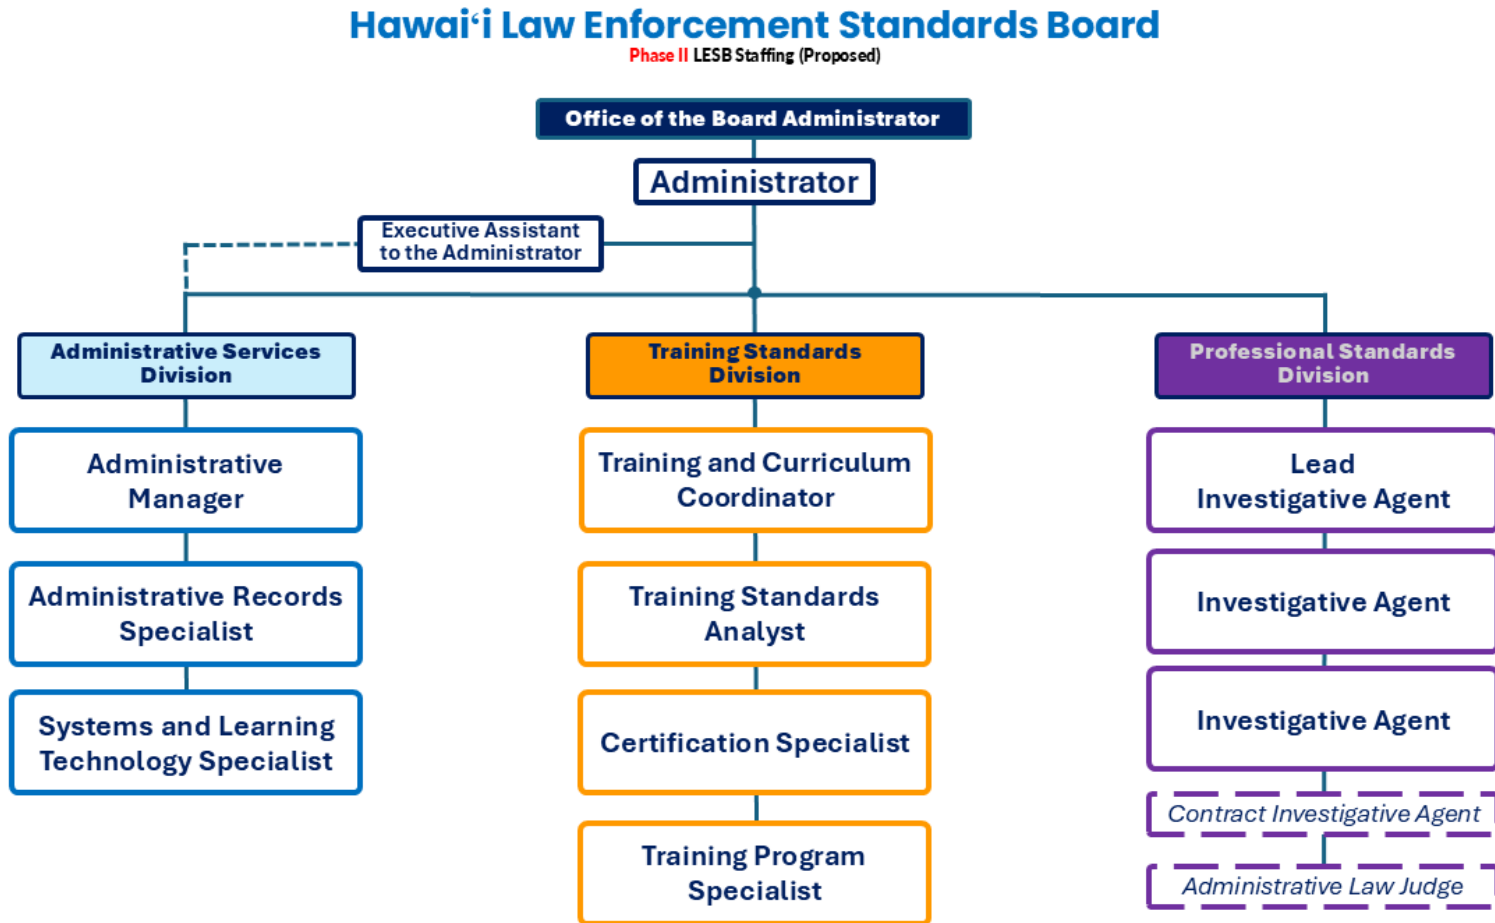 Hawaiʻi Law Enforcement Standards Board
Phase II LESB Staffing (Proposed)
Office of the Board Administrator
Administrator
Executive Assistant
to the Administrator
Administrative Services
Division
Administrative
Manager
Administrative Records
Specialist
Systems and Learning
Technology Specialist
Training Standards
Division
Training and Curriculum
Coordinator
Training Standards
Analyst
Certification Specialist
Training Program
Specialist
Professional Standards
Division
Lead
Investigative Agent
Investigative Agent
Investigative Agent
Contract Investigative Agent
Administrative Law Judge